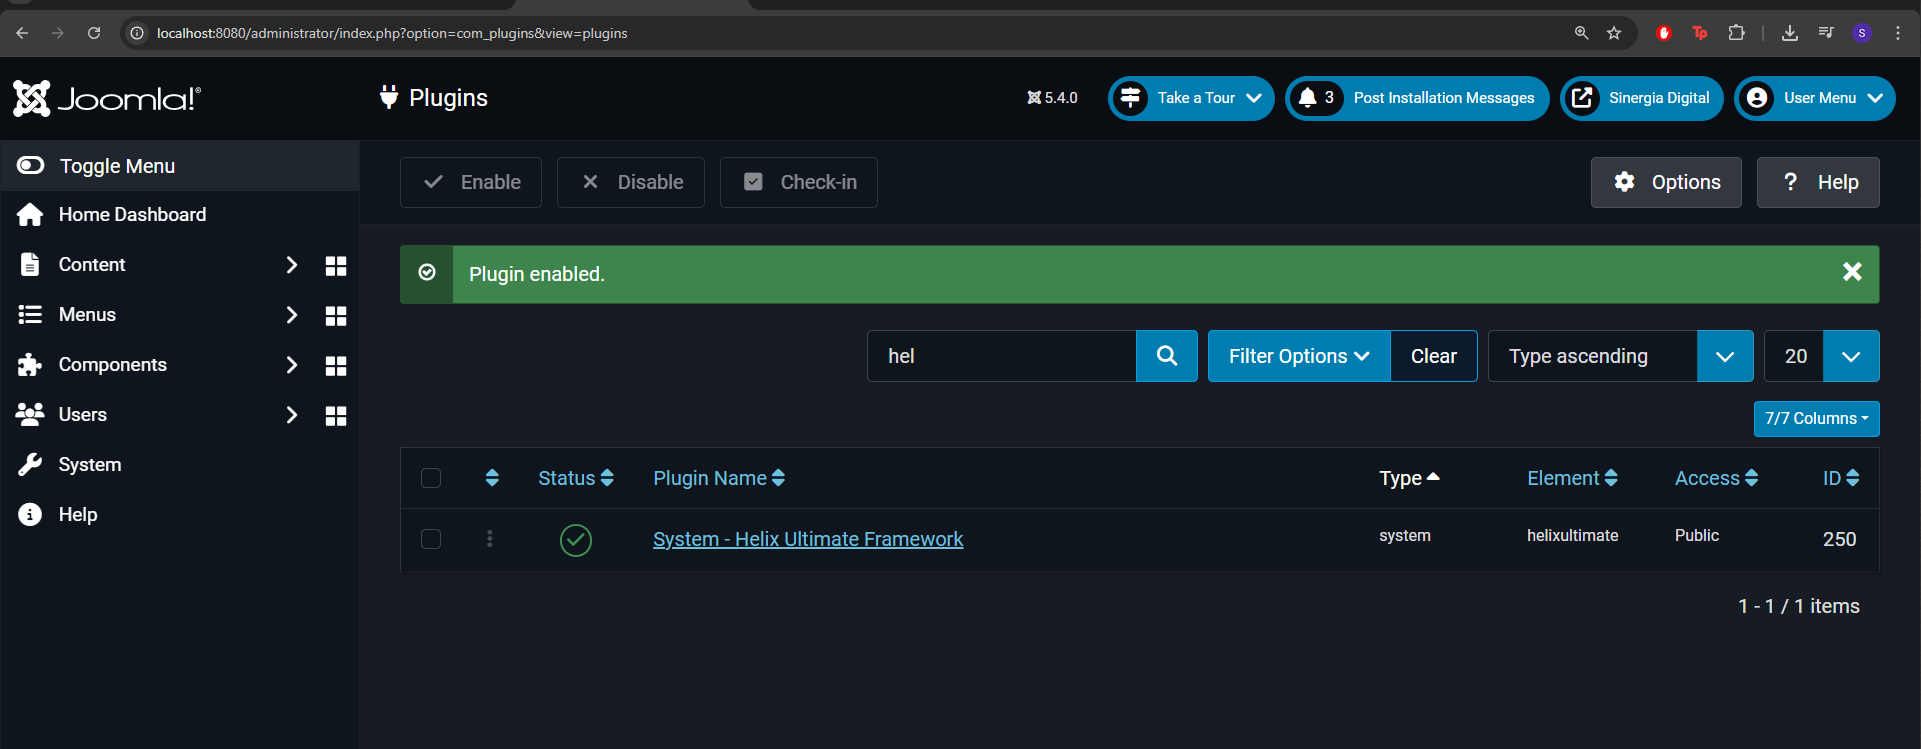 localhost:8080/administrator/index.php?option=com_plugins&view=plugins
Tp
S
Joomla!®
Plugins
5.4.0
Take a Tour
3 Post Installation Messages
Sinergia Digital
User Menu
Toggle Menu
Home Dashboard
Content
Menus
Components
Users
System
Help
Enable
Disable
Check-in
Options
? Help
Plugin enabled.
hel
Filter Options
Clear
Type ascending
20
7/7 Columns
Status Plugin Name Type Element Access ID
System - Helix Ultimate Framework system helixultimate Public 250
1 - 1 / 1 items